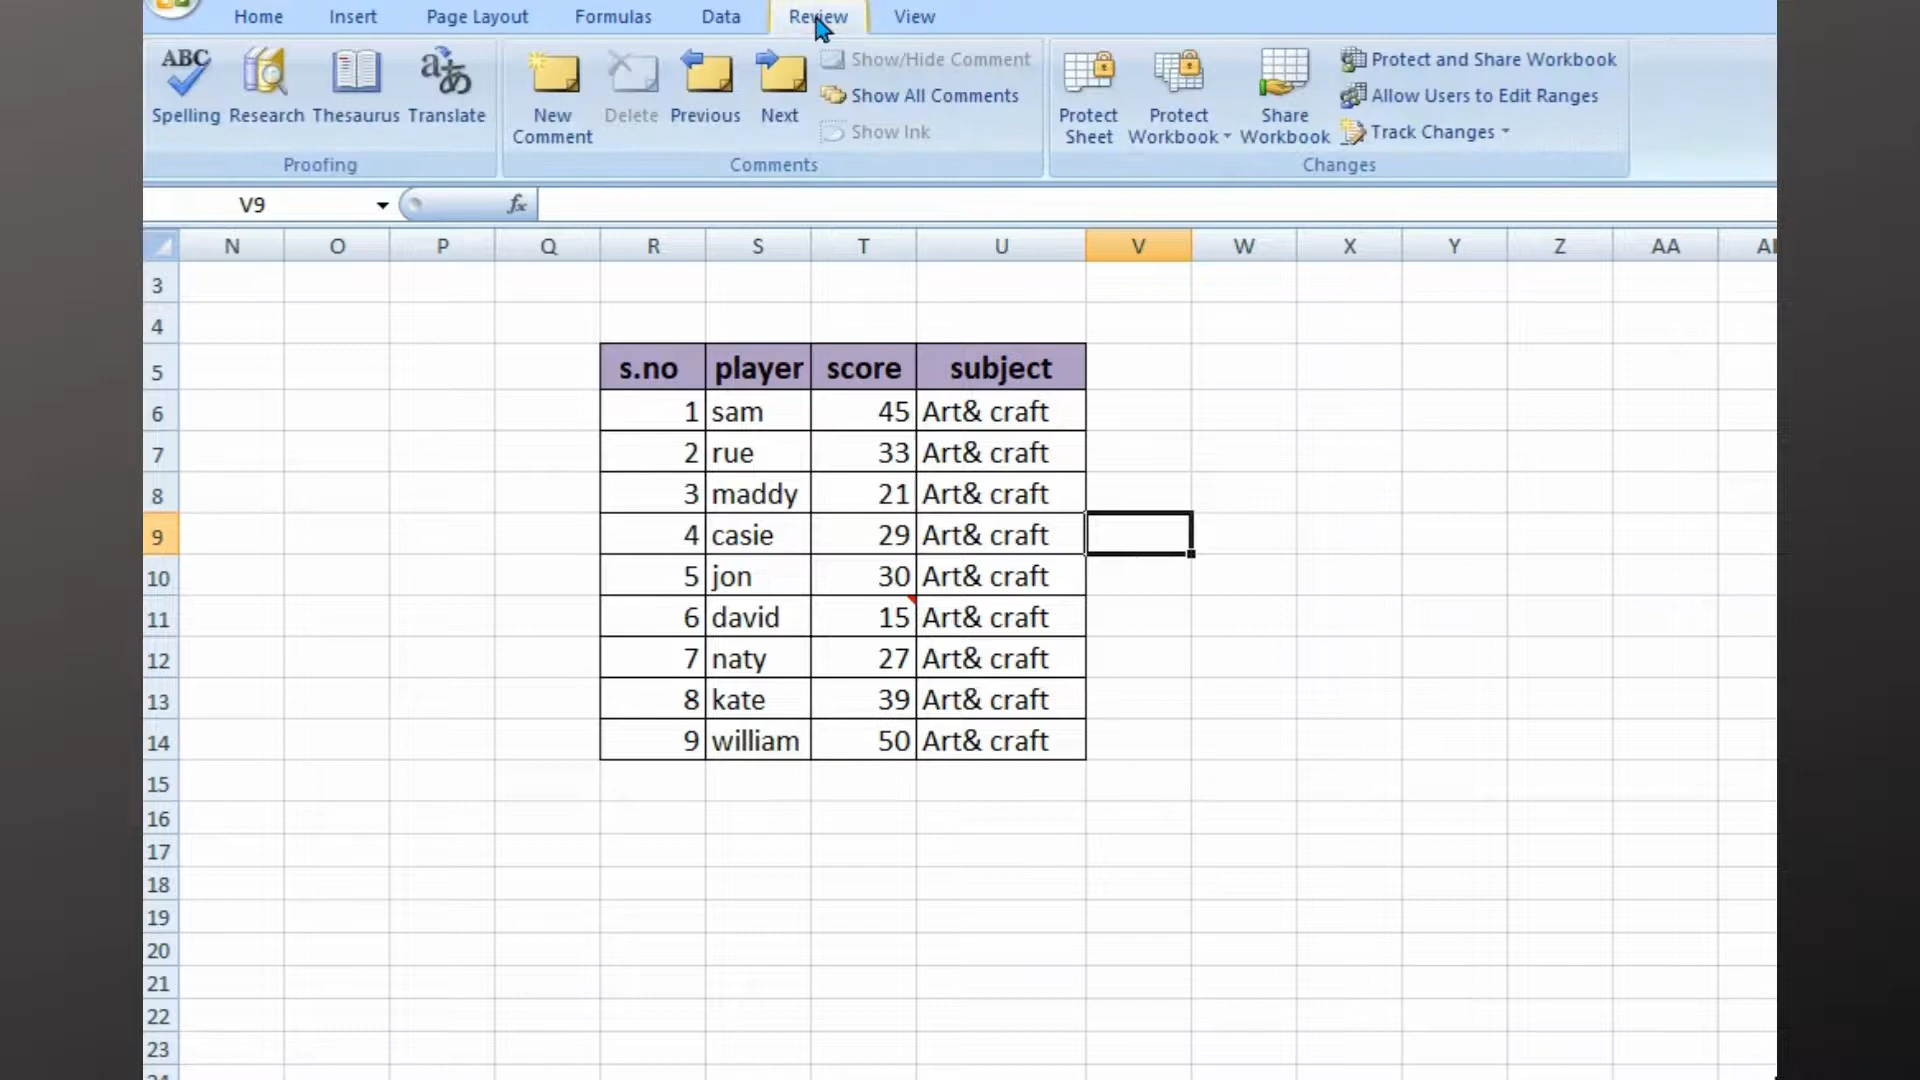 Home Insert Page Layout Formulas Data Review View
ABC
Spelling Research Thesaurus Translate
New Comment
Delete Previous Next
Show/Hide Comment
Show All Comments
Show Ink
Protect Sheet
Protect Workbook
Share Workbook
Protect and Share Workbook
Allow Users to Edit Ranges
Track Changes
Proofing Comments Changes
V9 fx
N O P Q R S T U V W X Y Z AA
3
4
5 s.no player score subject
6 1 sam 45 Art& craft
7 2 rue 33 Art& craft
8 3 maddy 21 Art& craft
9 4 casie 29 Art& craft
10 5 jon 30 Art& craft
11 6 david 15 Art& craft
12 7 naty 27 Art& craft
13 8 kate 39 Art& craft
14 9 william 50 Art& craft
15
16
17
18
19
20
21
22
23